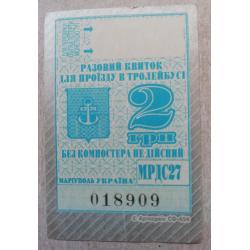 РАЗОВИЙ КВИТОК
ДЛЯ ПРОЇЗДУ В ТРОЛЕЙБУСІ
2
грн
БЕЗ КОМПОСТЕРА НЕ ДІЙСНИЙ
МРДС27
МАРІУПОЛЬ УКРАЇНА
018909